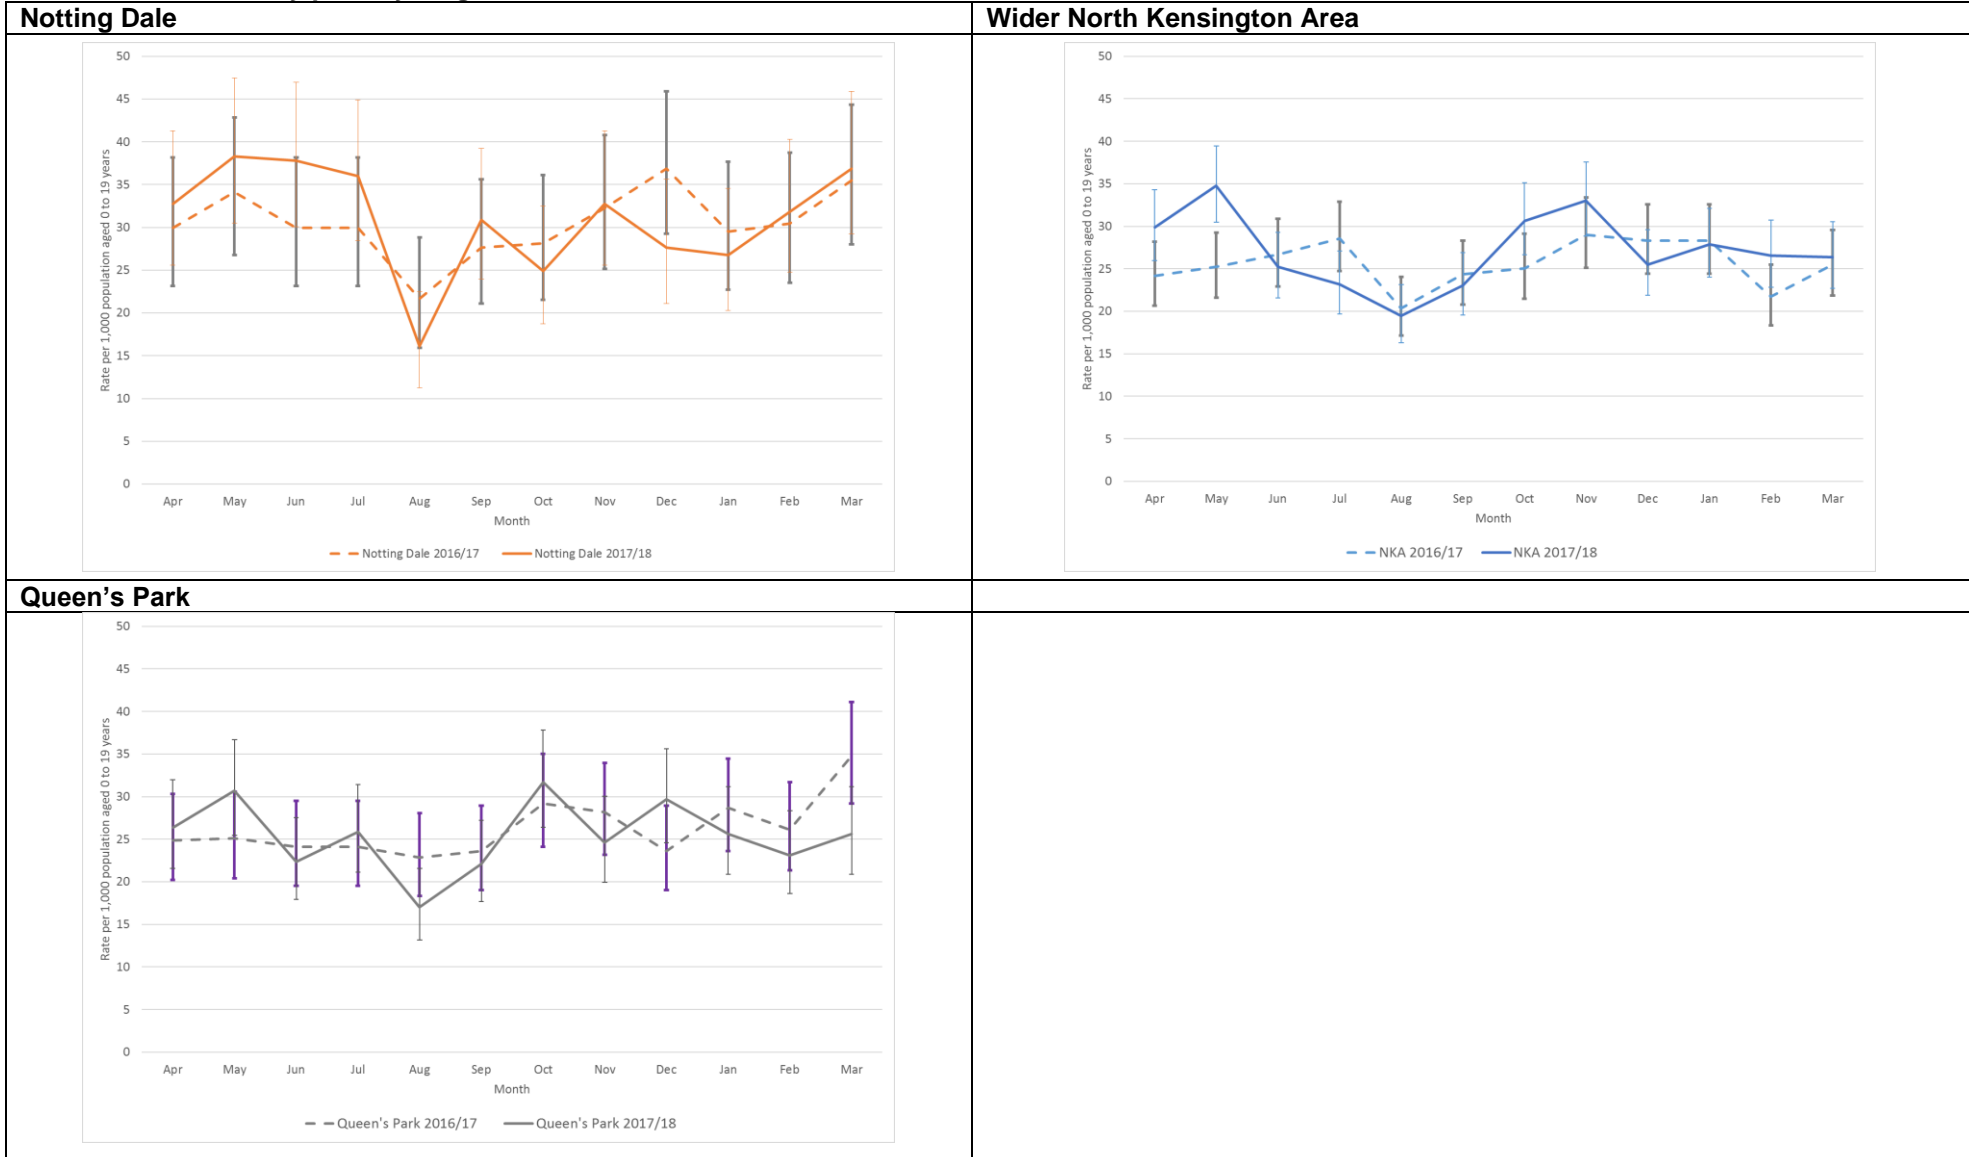 Notting Dale
50
45
40
35
30
25
20
15
10
5
0
Rate per 1,000 population aged 0 to 19 years
Apr May Jun Jul Aug Sep Oct Nov Dec Jan Feb Mar
Month
Notting Dale 2016/17 Notting Dale 2017/18
Wider North Kensington Area
50
45
40
35
30
25
20
15
10
5
0
Rate per 1,000 population aged 0 to 19 years
Apr May Jun Jul Aug Sep Oct Nov Dec Jan Feb Mar
Month
NKA 2016/17 NKA 2017/18
Queen’s Park
50
45
40
35
30
25
20
15
10
5
0
Rate per 1,000 population aged 0 to 19 years
Apr May Jun Jul Aug Sep Oct Nov Dec Jan Feb Mar
Month
Queen's Park 2016/17 Queen's Park 2017/18